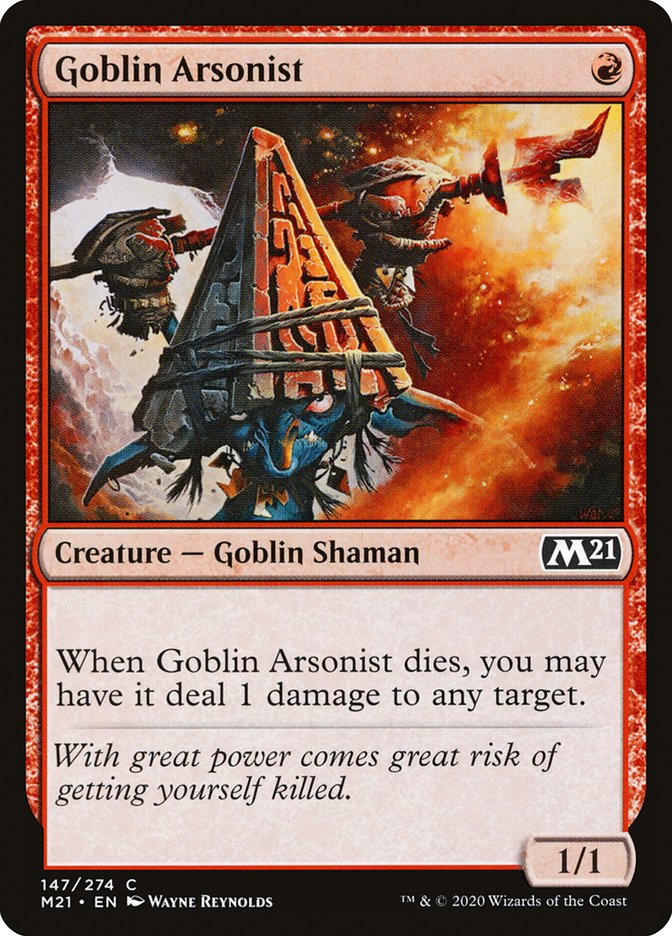 Goblin Arsonist
Creature — Goblin Shaman
M21
When Goblin Arsonist dies, you may
have it deal 1 damage to any target.
With great power comes great risk of
getting yourself killed.
1/1
147/274 C
M21 • EN Wayne Reynolds
™ & © 2020 Wizards of the Coast